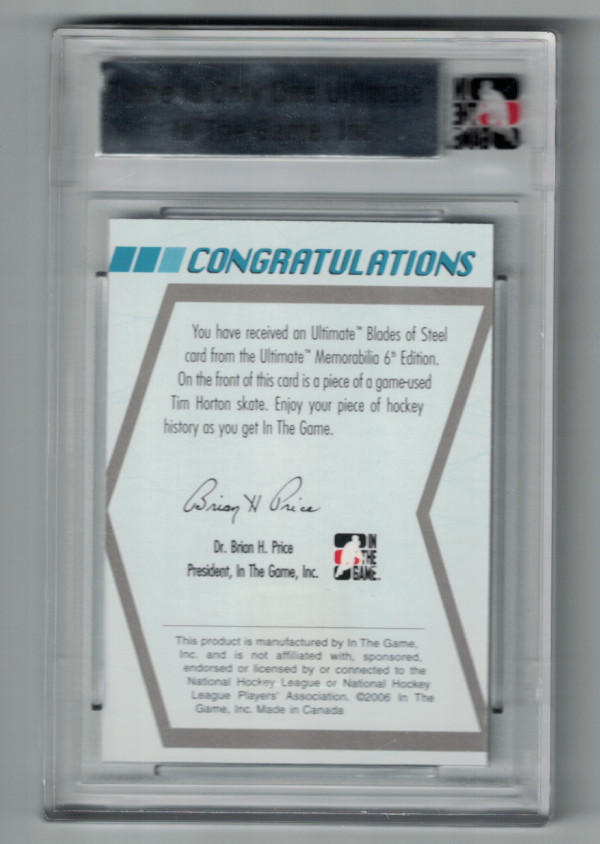 There is Only One Ultimate
In The Game, Inc.
CONGRATULATIONS
You have received an Ultimate™ Blades of Steel
card from the Ultimate™ Memorabilia 6th Edition.
On the front of this card is a piece of a game-used
Tim Horton skate. Enjoy your piece of hockey
history as you get In The Game.
Brian H Price
Dr. Brian H. Price
President, In The Game, Inc.
IN
THE
GAME
This product is manufactured by In The Game,
Inc. and is not affiliated with, sponsored,
endorsed or licensed by or connected to the
National Hockey League or National Hockey
League Players' Association. ©2006 In The
Game, Inc. Made in Canada